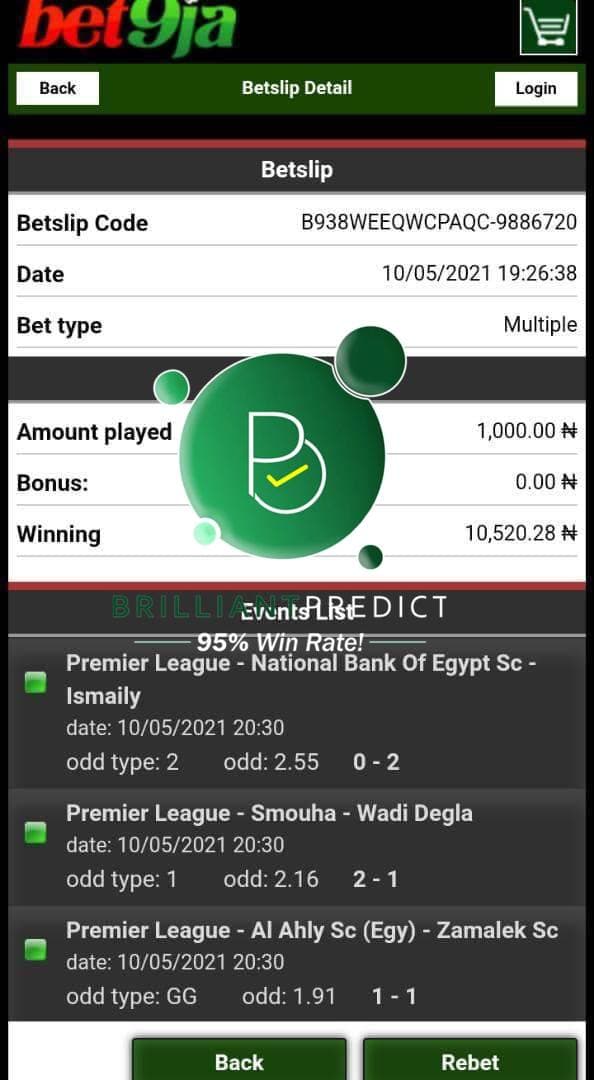 bet9ja
Back
Betslip Detail
Login
Betslip
Betslip Code B938WEEQWCPAQC-9886720
Date 10/05/2021 19:26:38
Bet type Multiple
Amount played 1,000.00 ₦
Bonus: 0.00 ₦
Winning 10,520.28 ₦
BRILLIANT PREDICT
Events List
95% Win Rate!
Premier League - National Bank Of Egypt Sc -
Ismaily
date: 10/05/2021 20:30
odd type: 2 odd: 2.55 0 - 2
Premier League - Smouha - Wadi Degla
date: 10/05/2021 20:30
odd type: 1 odd: 2.16 2 - 1
Premier League - Al Ahly Sc (Egy) - Zamalek Sc
date: 10/05/2021 20:30
odd type: GG odd: 1.91 1 - 1
Back
Rebet